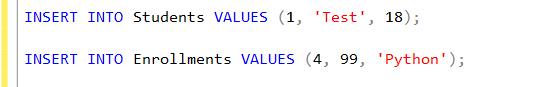 INSERT INTO Students VALUES (1, 'Test', 18);
INSERT INTO Enrollments VALUES (4, 99, 'Python');